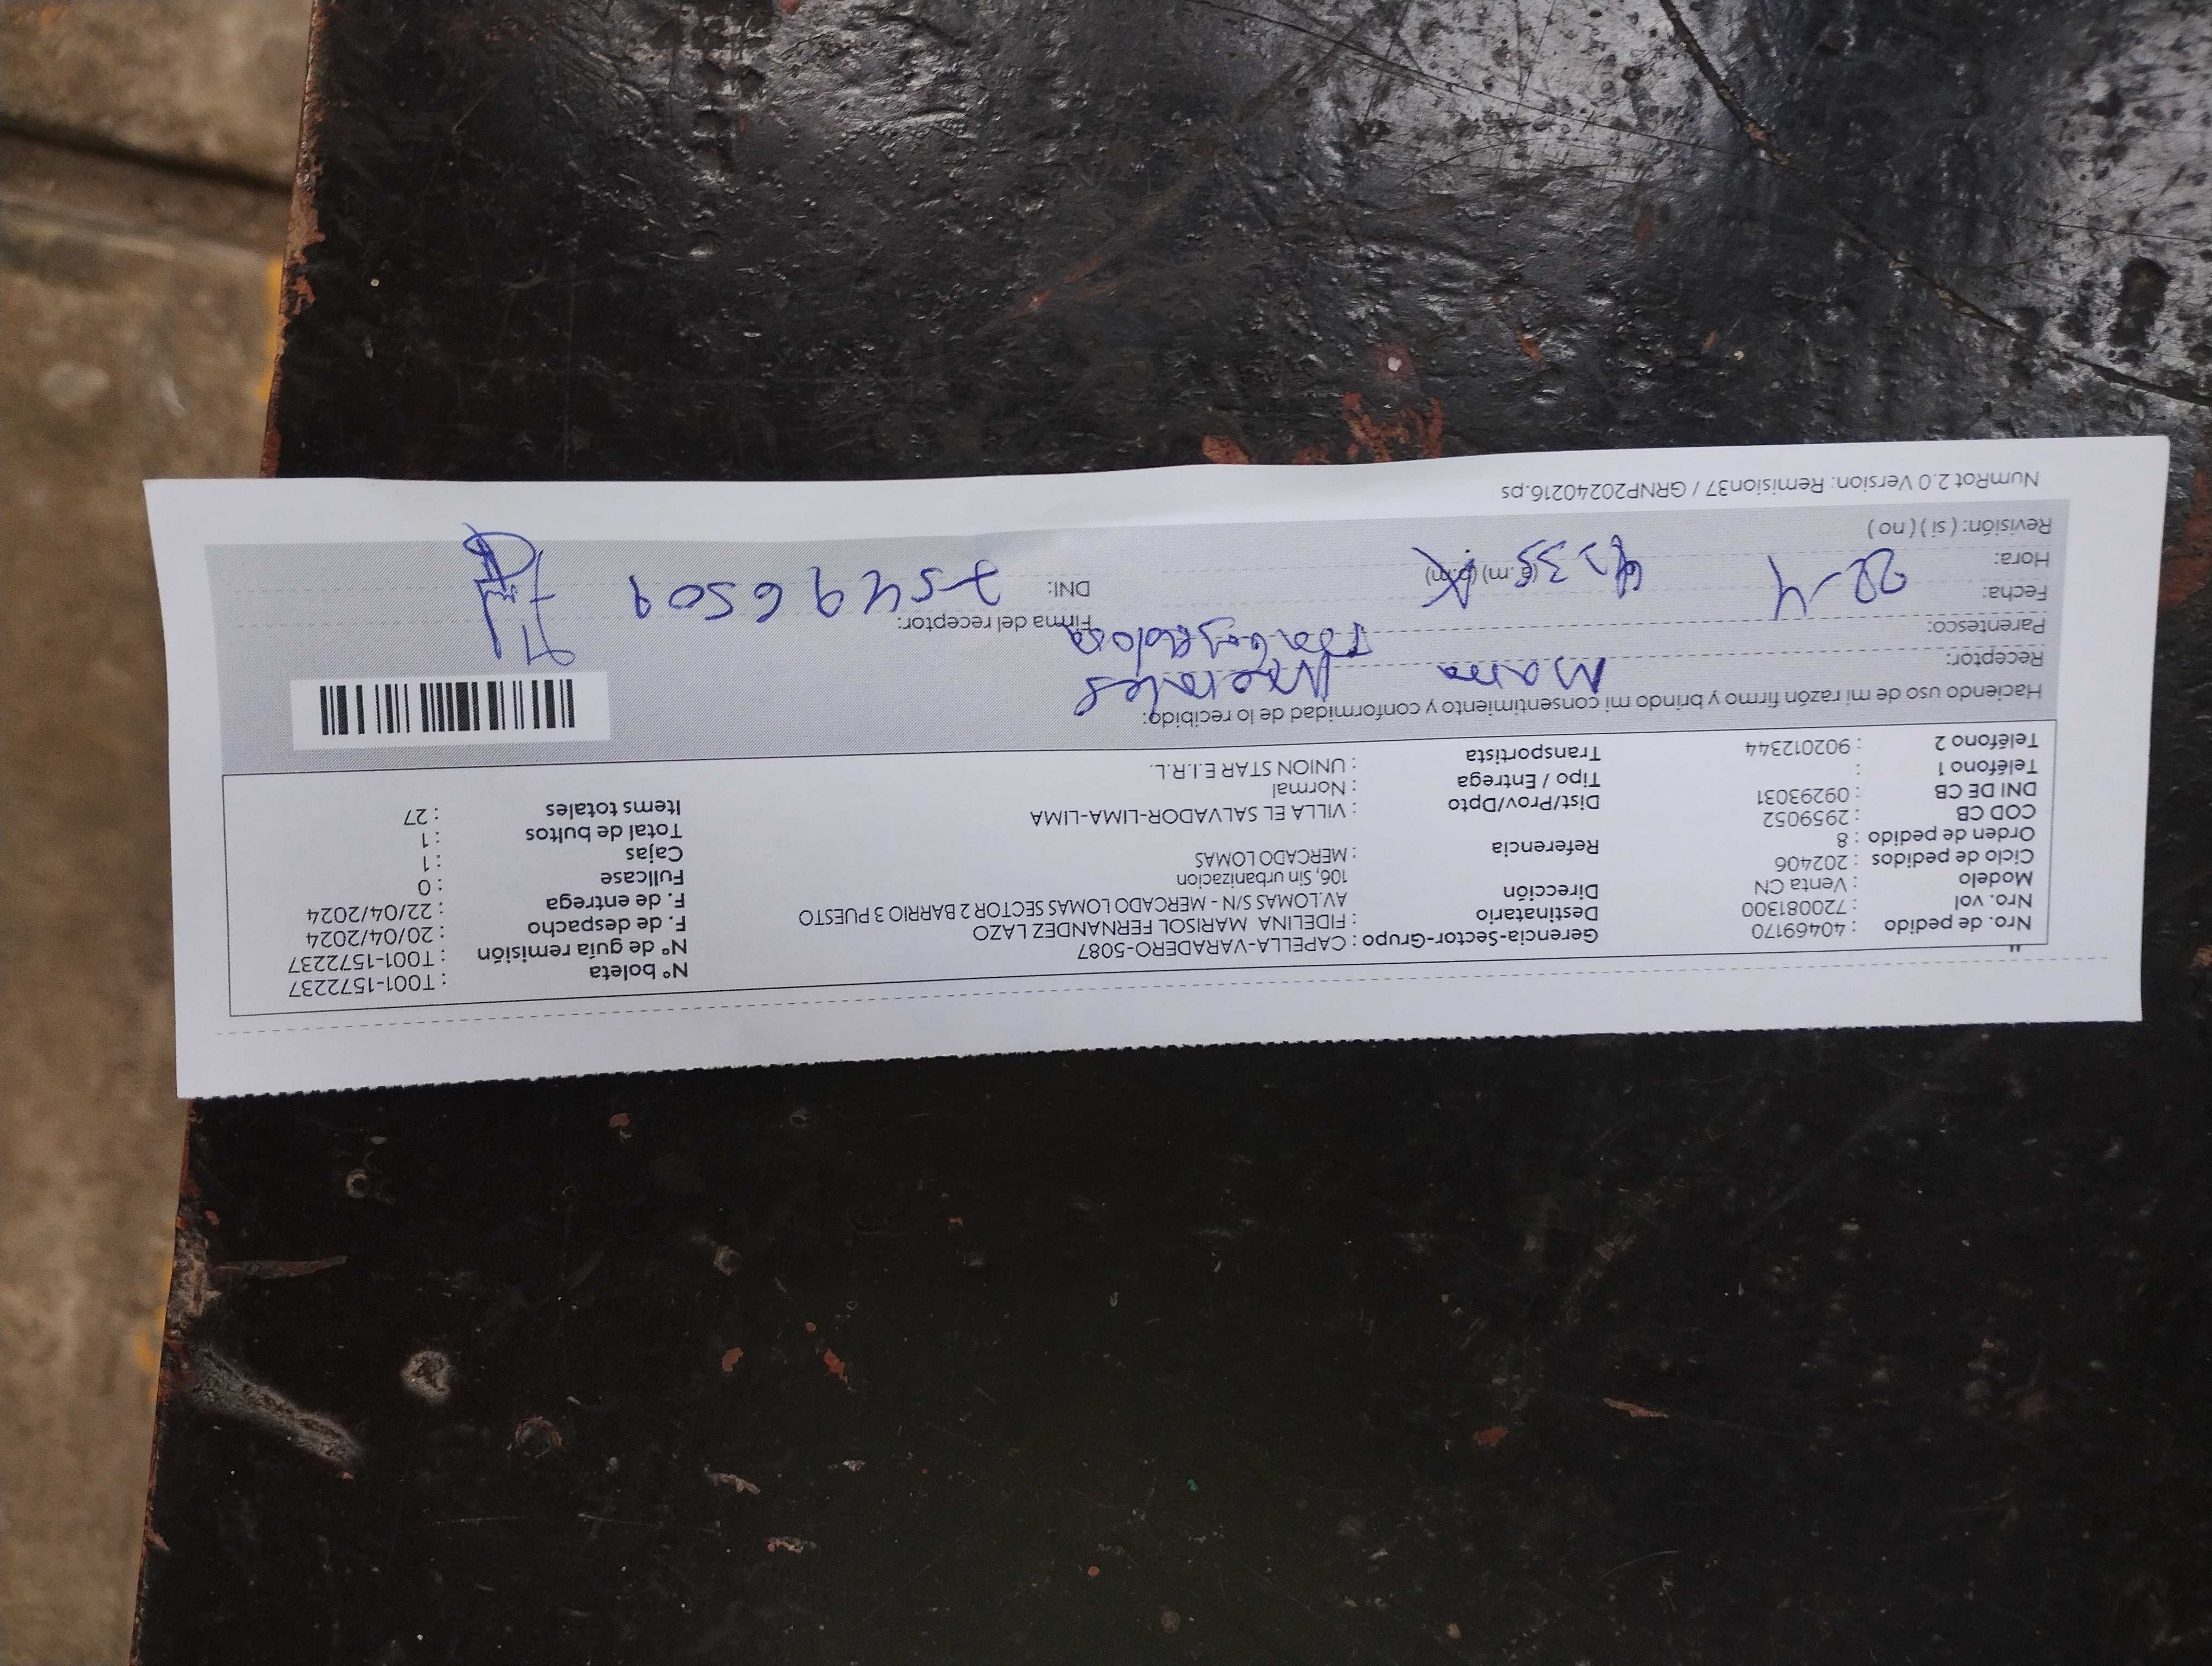 Nro. de pedido : 40469170
Nro. vol : 720081300
Modelo : Venta CN
Ciclo de pedidos : 202406
Orden de pedido : 8
COD CB : 2959052
DNI DE CB : 09293031
Teléfono 1 :
Teléfono 2 : 902012344
Gerencia-Sector-Grupo : CAPELLA-VARADERO-5087
Destinatario : FIDELINA MARISOL FERNANDEZ LAZO
Dirección AV.LOMAS S/N - MERCADO LOMAS SECTOR 2 BARRIO 3 PUESTO
106, Sin urbanizacion
Referencia : MERCADO LOMAS
Dist/Prov/Dpto : VILLA EL SALVADOR-LIMA-LIMA
Tipo / Entrega : Normal
Transportista : UNION STAR E.I.R.L.
N° boleta : T001-1572237
N° de guía remisión : T001-1572237
F. de despacho : 20/04/2024
F. de entrega : 22/04/2024
Fullcase : 0
Cajas : 1
Total de bultos : 1
Items totales : 27
Haciendo uso de mi razón firmo y brindo mi consentimiento y conformidad de lo recibido:
Receptor: Maria
Parentesco:
Firma del receptor:
Fecha: 22-4
Hora: (a.m) (p.m)
DNI: 75496509
Revisión: ( si ) ( no )
NumRot 2.0 Version: Remision37 / GRNP20240216.ps